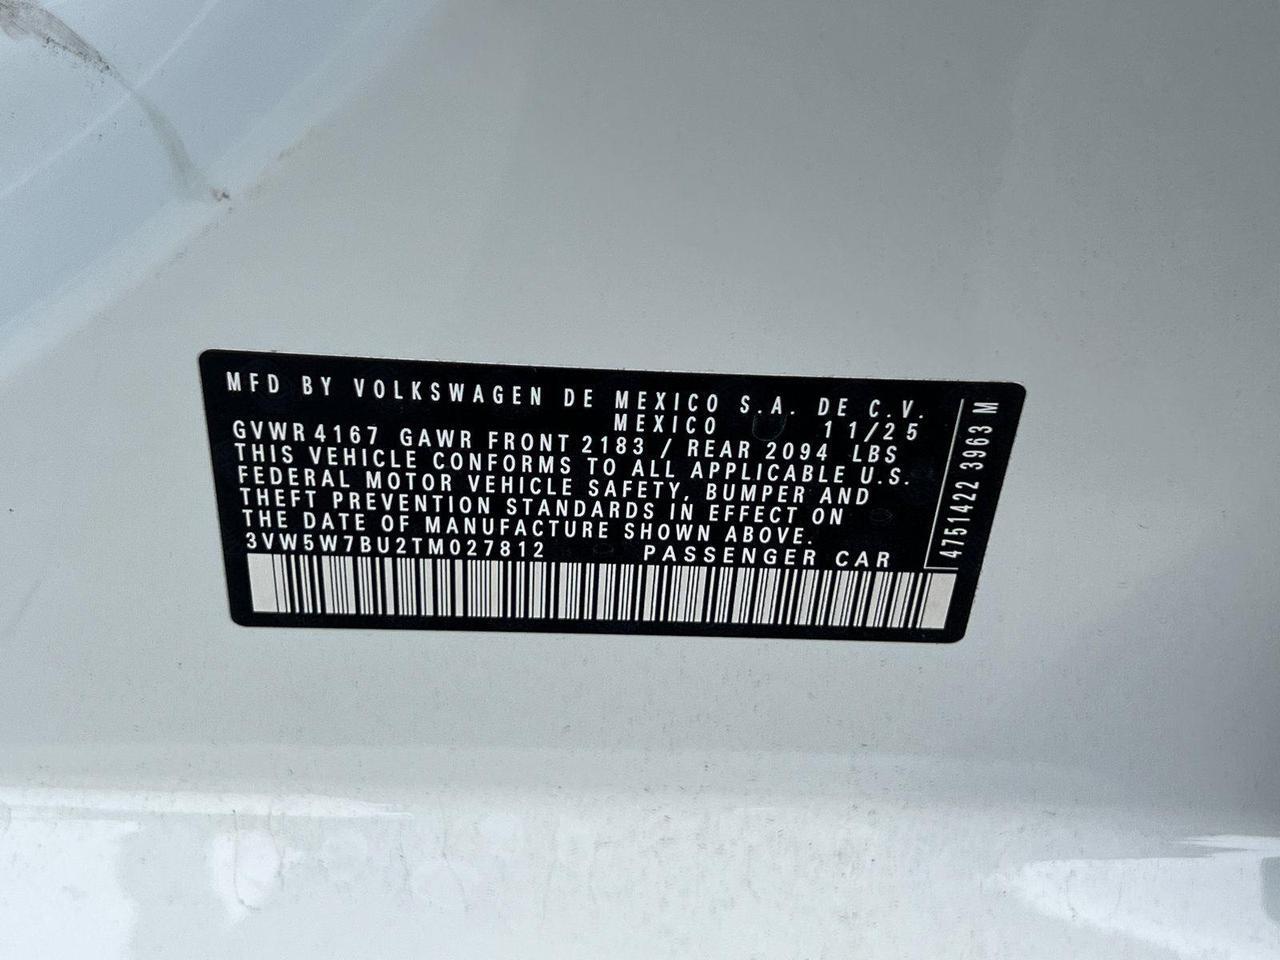 MFD BY VOLKSWAGEN DE MEXICO S.A. DE C.V.
MEXICO 11/25
GVWR 4167 GAWR FRONT 2183 / REAR 2094 LBS
THIS VEHICLE CONFORMS TO ALL APPLICABLE U.S.
FEDERAL MOTOR VEHICLE SAFETY, BUMPER AND
THEFT PREVENTION STANDARDS IN EFFECT ON
THE DATE OF MANUFACTURE SHOWN ABOVE.
3VW5W7BU2TM027812 PASSENGER CAR
47514223963 M